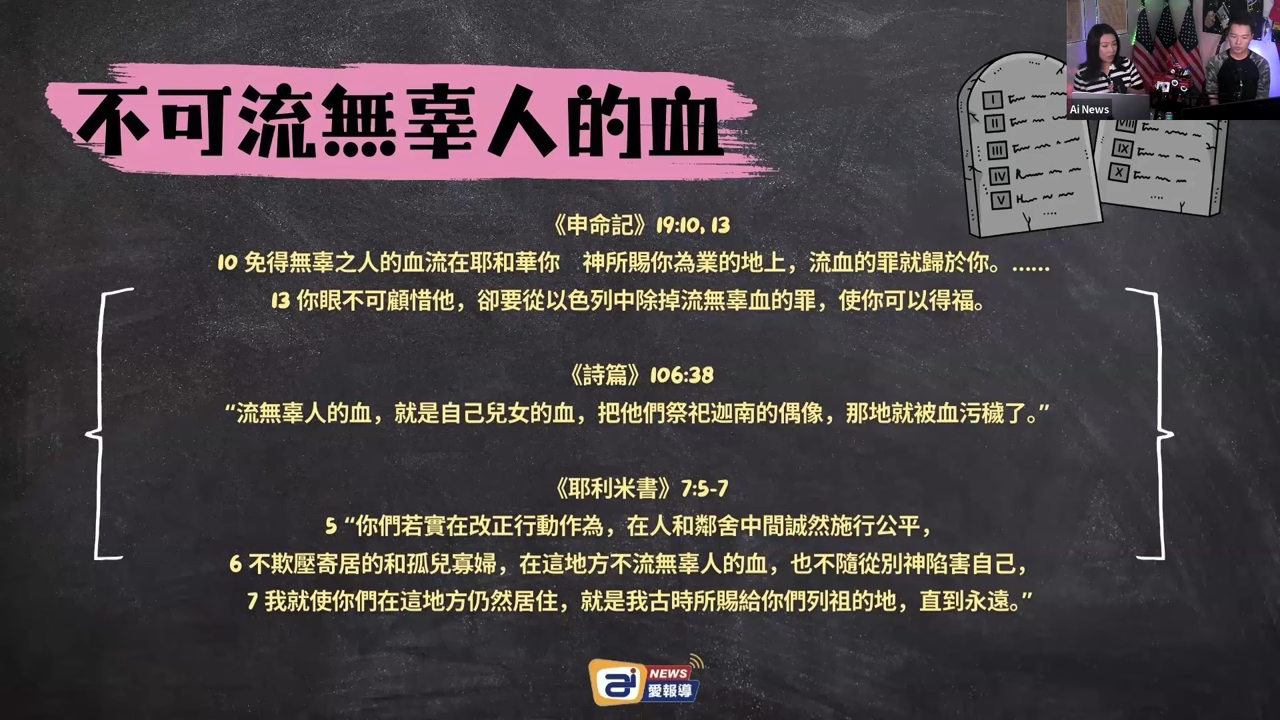 不可流無辜人的血
Ai News
I
II
III
IV
V
VIII
IX
X
《申命記》19:10, 13
10 免得無辜之人的血流在耶和華你　神所賜你為業的地上，流血的罪就歸於你。……
13 你眼不可顧惜他，卻要從以色列中除掉流無辜血的罪，使你可以得福。
《詩篇》106:38
“流無辜人的血，就是自己兒女的血，把他們祭祀迦南的偶像，那地就被血污穢了。”
《耶利米書》7:5-7
5 “你們若實在改正行動作為，在人和鄰舍中間誠然施行公平，
6 不欺壓寄居的和孤兒寡婦，在這地方不流無辜人的血，也不隨從別神陷害自己，
7 我就使你們在這地方仍然居住，就是我古時所賜給你們列祖的地，直到永遠。”
ai NEWS
愛報導